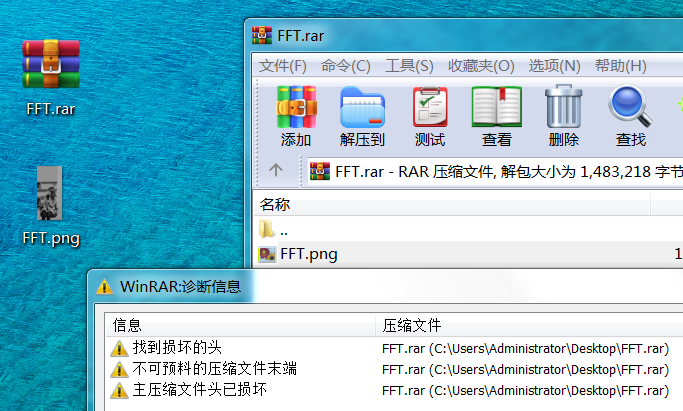 FFT.rar
FFT.png
FFT.rar
文件(F) 命令(C) 工具(S) 收藏夹(O) 选项(N) 帮助(H)
添加 解压到 测试 查看 删除 查找
FFT.rar - RAR 压缩文件, 解包大小为 1,483,218 字节
名称
..
FFT.png 1
WinRAR:诊断信息
信息 压缩文件
找到损坏的头 FFT.rar (C:\Users\Administrator\Desktop\FFT.rar)
不可预料的压缩文件末端 FFT.rar (C:\Users\Administrator\Desktop\FFT.rar)
主压缩文件头已损坏 FFT.rar (C:\Users\Administrator\Desktop\FFT.rar)